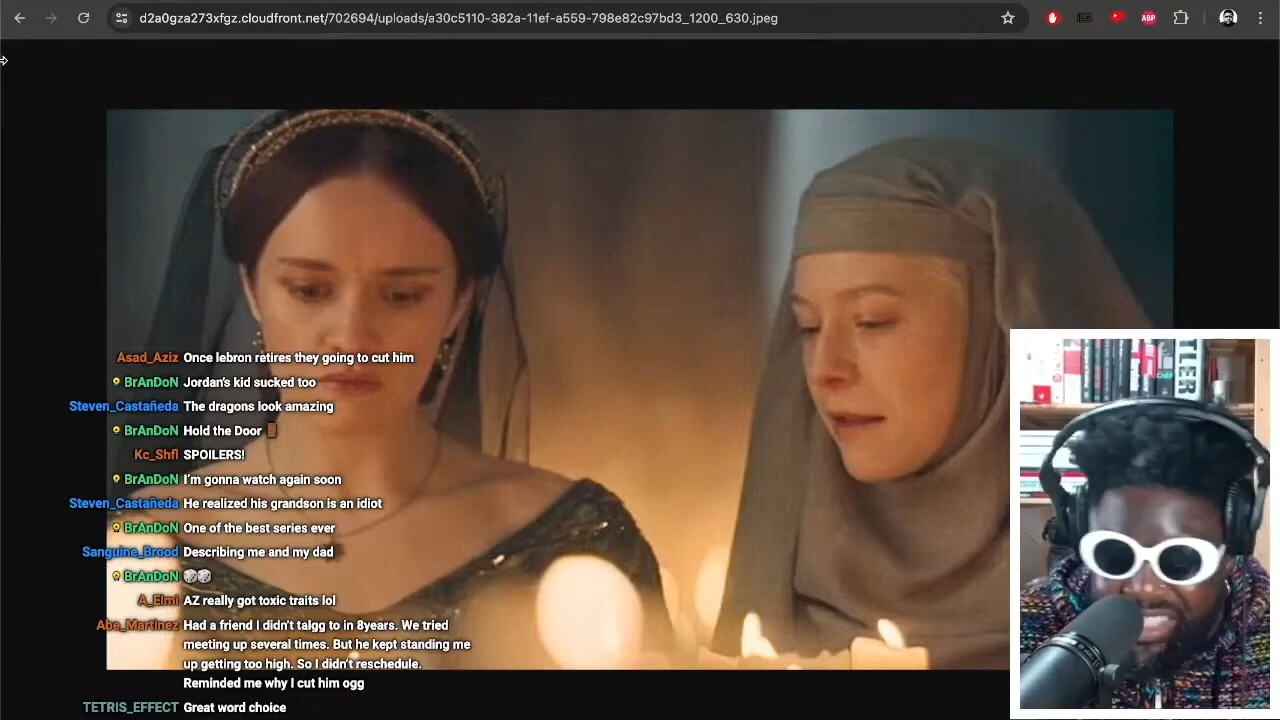 d2a0gza273xfgz.cloudfront.net/702894/uploads/a30c5110-382a-11ef-a559-798e82c97bd3_1200_630.jpeg
ABP
Asad_Aziz Once lebron retires they going to cut him
BrAnDoN Jordan's kid sucked too
Steven_Castañeda The dragons look amazing
BrAnDoN Hold the Door
Kc_Shfl SPOILERS!
BrAnDoN I'm gonna watch again soon
Steven_Castañeda He realized his grandson is an idiot
BrAnDoN One of the best series ever
Sanguine_Brood Describing me and my dad
BrAnDoN
A_Elmi AZ really got toxic traits lol
Abe_Martinez Had a friend I didn't talgg to in 8years. We tried
meeting up several times. But he kept standing me
up getting too high. So I didn't reschedule.
Reminded me why I cut him ogg
TETRIS_EFFECT Great word choice